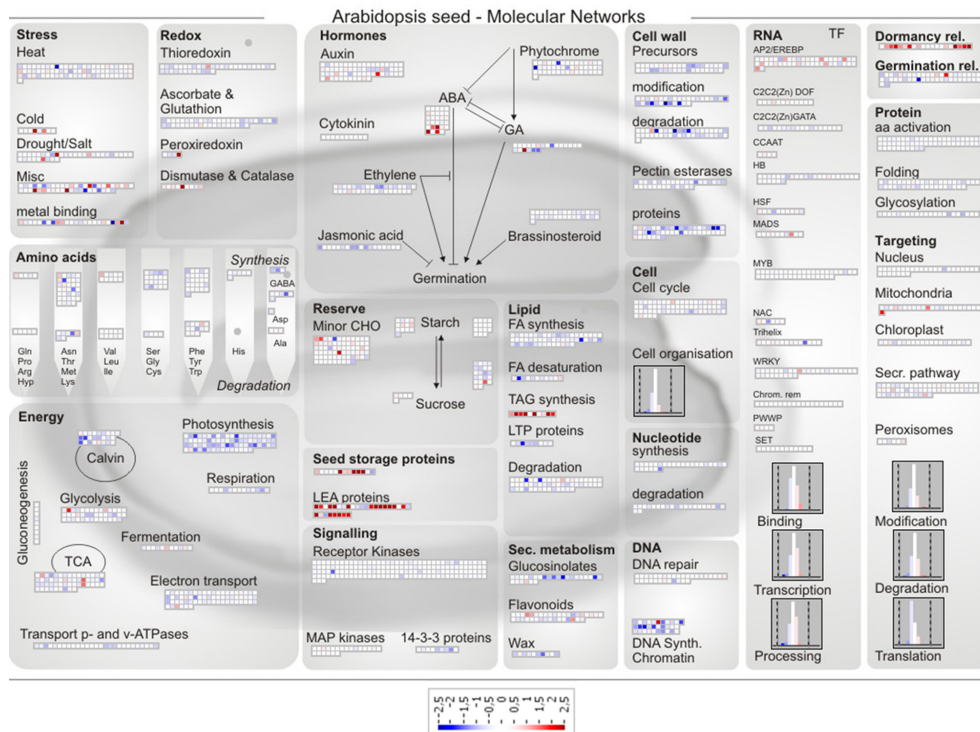 Arabidopsis seed - Molecular Networks
Stress
Heat
Cold
Drought/Salt
Misc
metal binding
Redox
Thioredoxin
Ascorbate &
Glutathion
Peroxiredoxin
Dismutase & Catalase
Hormones
Auxin
Phytochrome
ABA
GA
Cytokinin
Ethylene
Jasmonic acid
Brassinosteroid
Germination
Cell wall
Precursors
modification
degradation
Pectin esterases
proteins
Cell
Cell cycle
Cell organisation
RNA
TF
AP2/EREBP
C2C2(Zn) DOF
C2C2(Zn)GATA
CCAAT
HB
HSF
MADS
MYB
NAC
Trihelix
WRKY
Chrom. rem
PWWP
SET
Binding
Transcription
Processing
Dormancy rel.
Germination rel.
Protein
aa activation
Folding
Glycosylation
Targeting
Nucleus
Mitochondria
Chloroplast
Secr. pathway
Peroxisomes
Modification
Degradation
Translation
Amino acids
Synthesis
GABA
Asp
Ala
Gln
Pro
Arg
Hyp
Asn
Thr
Met
Lys
Val
Leu
Ile
Ser
Gly
Cys
Phe
Tyr
Trp
His
Degradation
Reserve
Minor CHO
Starch
Sucrose
Lipid
FA synthesis
FA desaturation
TAG synthesis
LTP proteins
Degradation
Energy
Calvin
Photosynthesis
Respiration
Gluconeogenesis
Glycolysis
Fermentation
TCA
Electron transport
Transport p- and v-ATPases
Seed storage proteins
LEA proteins
Signalling
Receptor Kinases
MAP kinases
14-3-3 proteins
Sec. metabolism
Glucosinolates
Flavonoids
Wax
Nucleotide
synthesis
degradation
DNA
DNA repair
DNA Synth.
Chromatin
-2,5
-2
-1,5
-1
-0,5
0
0,5
1
1,5
2
2,5